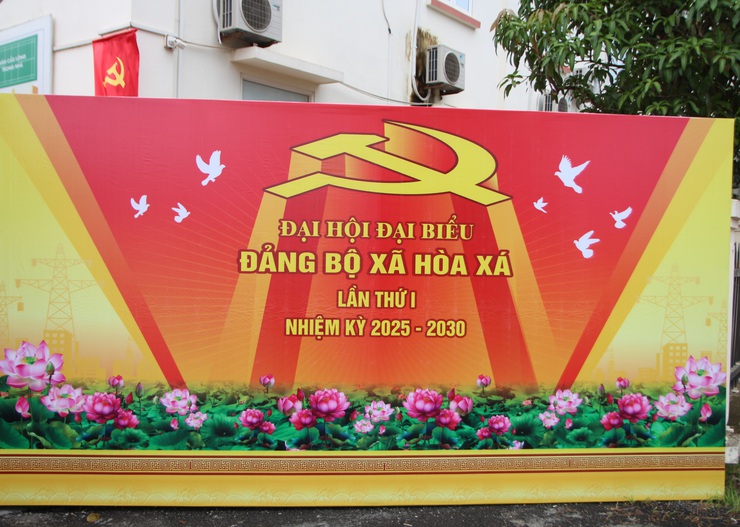 ĐẠI HỘI ĐẠI BIỂU
ĐẢNG BỘ XÃ HÒA XÁ
LẦN THỨ I
NHIỆM KỲ 2025 - 2030